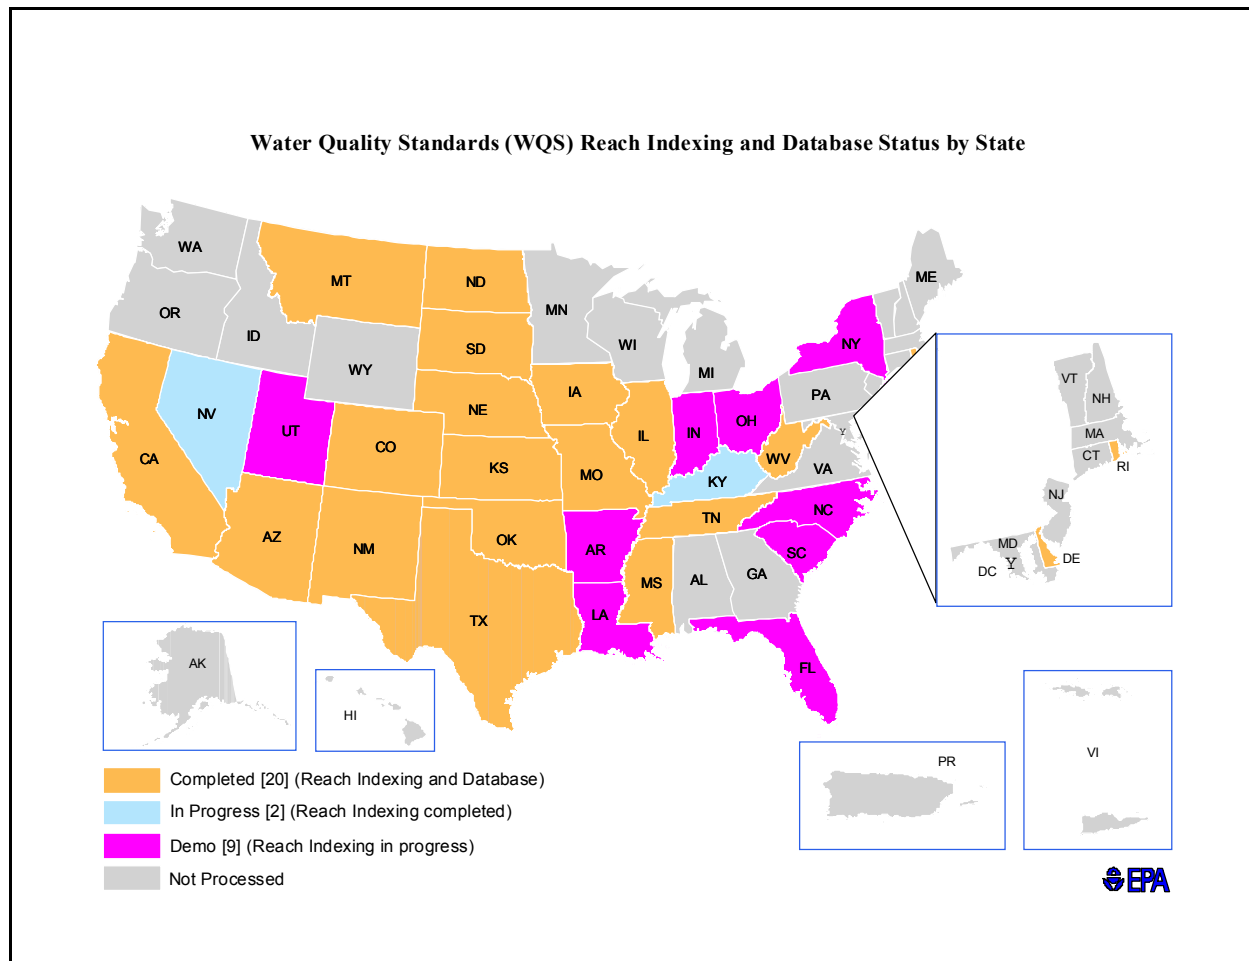 Water Quality Standards (WQS) Reach Indexing and Database Status by State
WA
MT
ND
ME
OR
ID
MN
WI
SD
NY
MI
WY
VT
NH
PA
NE
IA
NV
UT
CO
IL
IN
OH
WV
MA
CT
RI
CA
KS
MO
KY
VA
Y
NJ
AZ
NM
OK
AR
TN
NC
SC
MD
Y
DC
DE
MS
AL
GA
TX
LA
FL
AK
HI
PR
VI
Completed [20] (Reach Indexing and Database)
In Progress [2] (Reach Indexing completed)
Demo [9] (Reach Indexing in progress)
Not Processed
EPA